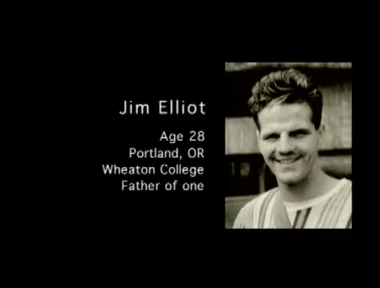 Jim Elliot
Age 28
Portland, OR
Wheaton College
Father of one